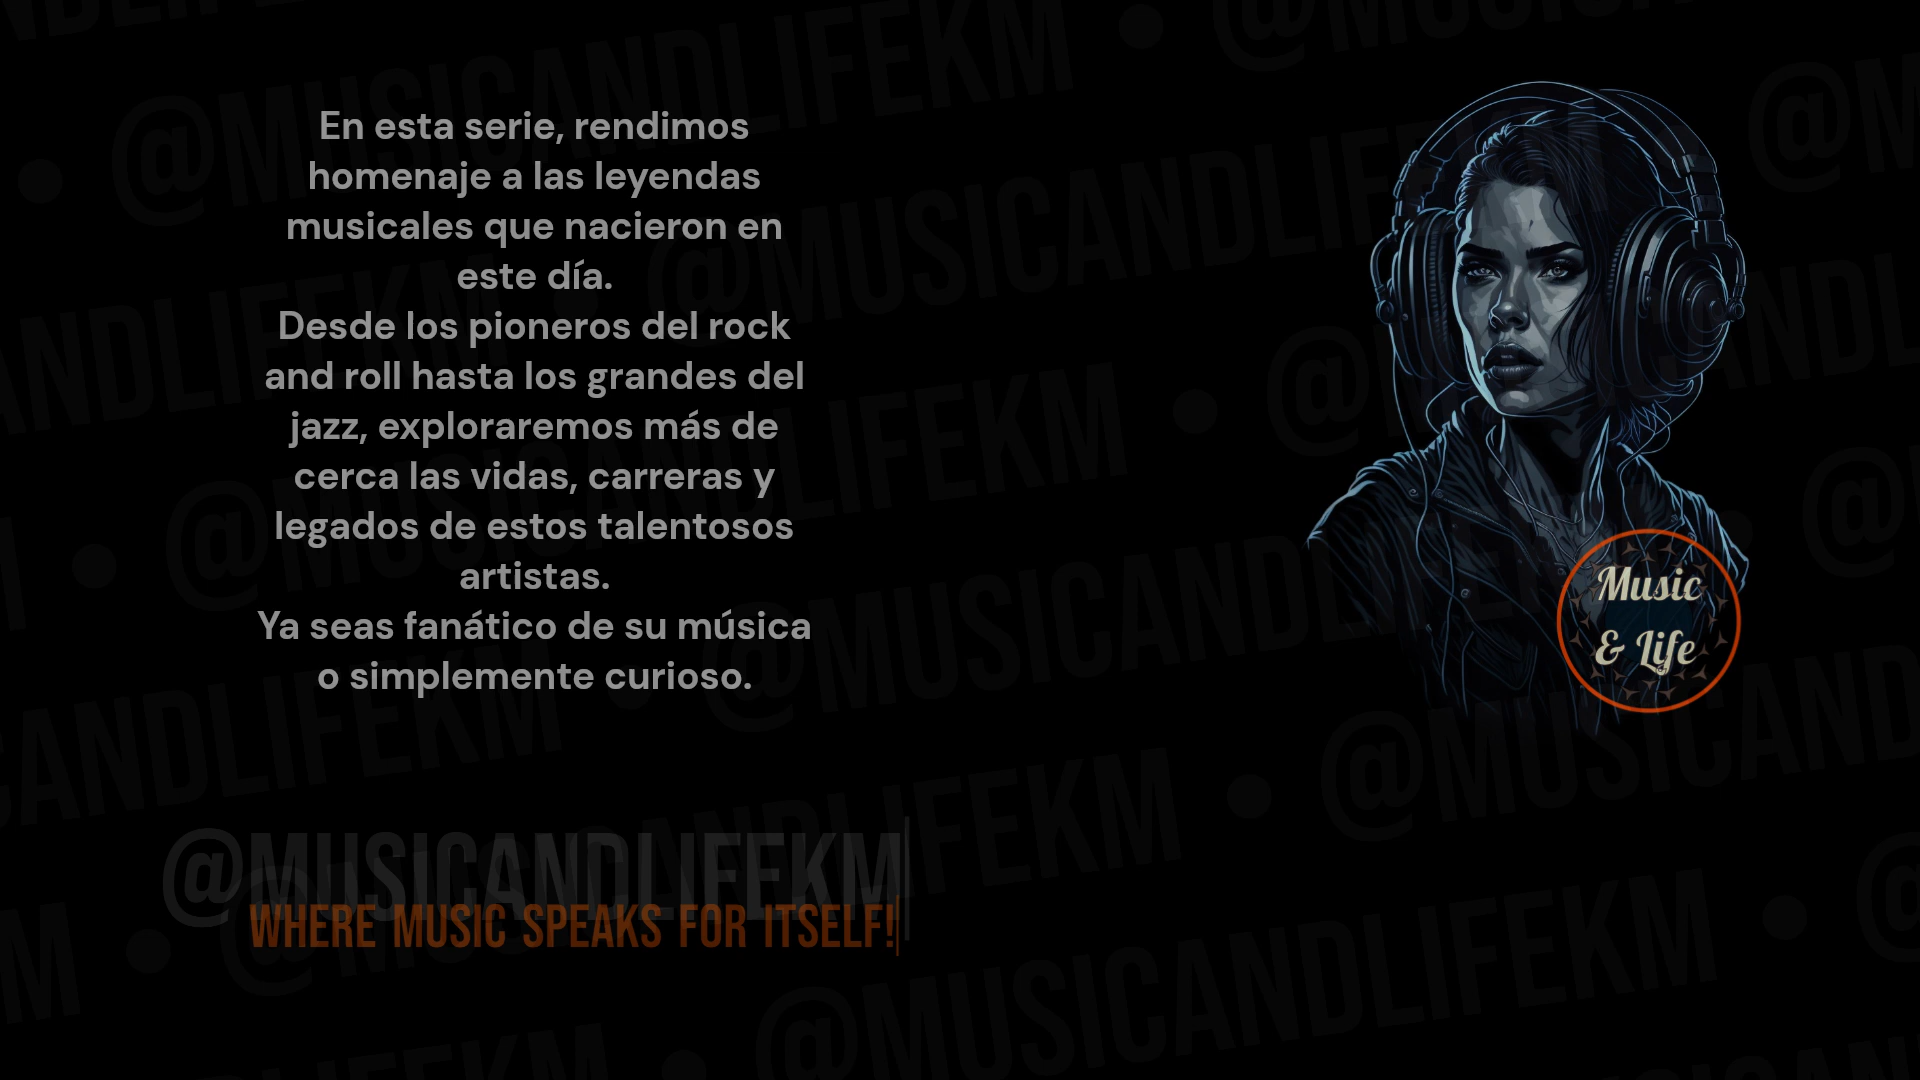 En esta serie, rendimos
homenaje a las leyendas
musicales que nacieron en
este día.
Desde los pioneros del rock
and roll hasta los grandes del
jazz, exploraremos más de
cerca las vidas, carreras y
legados de estos talentosos
artistas.
Ya seas fanático de su música
o simplemente curioso.
Music
& Life
@MUSICANDLIFEKM
WHERE MUSIC SPEAKS FOR ITSELF!